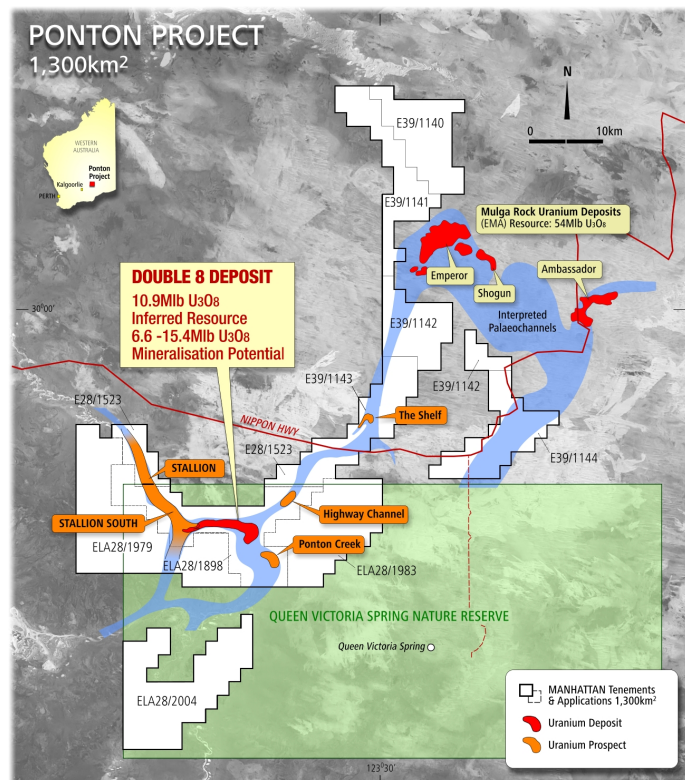 PONTON PROJECT
1,300km²
WESTERN
AUSTRALIA
Ponton
Project
Kalgoorlie
PERTH
N
0 10km
E39/1140
E39/1141
Mulga Rock Uranium Deposits
(EMA) Resource: 54Mlb U₃O₈
Emperor
Shogun
Ambassador
Interpreted
Palaeochannels
DOUBLE 8 DEPOSIT
10.9Mlb U₃O₈
Inferred Resource
6.6 -15.4Mlb U₃O₈
Mineralisation Potential
30°00'
E39/1142
E39/1143
E39/1142
E28/1523
The Shelf
NIPPON HWY
E28/1523
E39/1144
STALLION
STALLION SOUTH
Highway Channel
Ponton Creek
ELA28/1979
ELA28/1898
ELA28/1983
QUEEN VICTORIA SPRING NATURE RESERVE
Queen Victoria Spring
ELA28/2004
MANHATTAN Tenements
& Applications 1,300km²
Uranium Deposit
Uranium Prospect
123°30'